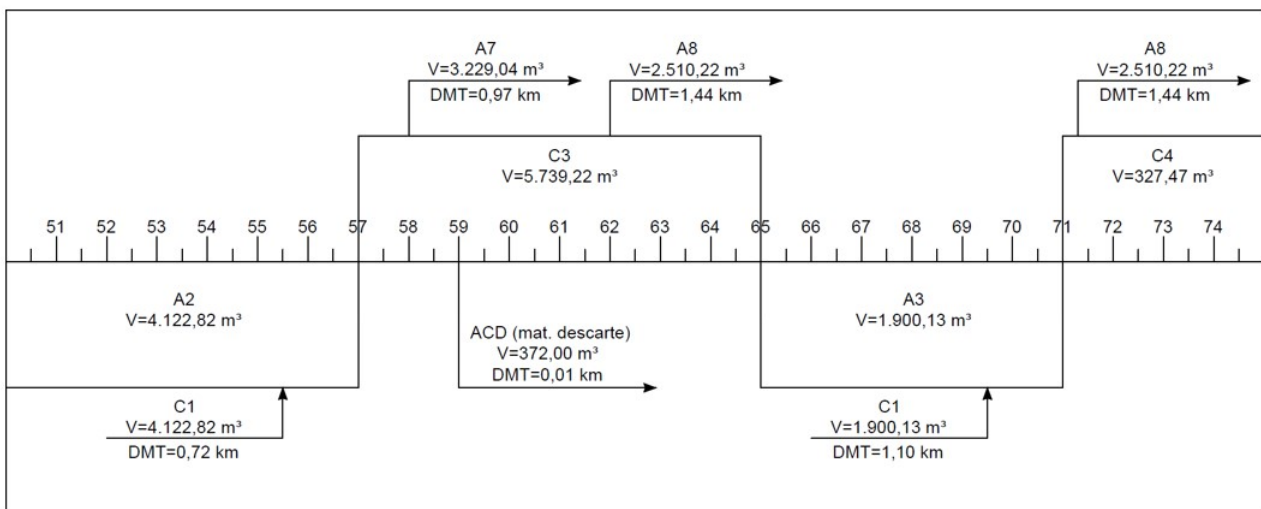 A7
V=3.229,04 m³
DMT=0,97 km
A8
V=2.510,22 m³
DMT=1,44 km
A8
V=2.510,22 m³
DMT=1,44 km
C3
V=5.739,22 m³
C4
V=327,47 m³
51 52 53 54 55 56 57 58 59 60 61 62 63 64 65 66 67 68 69 70 71 72 73 74
A2
V=4.122,82 m³
ACD (mat. descarte)
V=372,00 m³
DMT=0,01 km
A3
V=1.900,13 m³
C1
V=4.122,82 m³
DMT=0,72 km
C1
V=1.900,13 m³
DMT=1,10 km